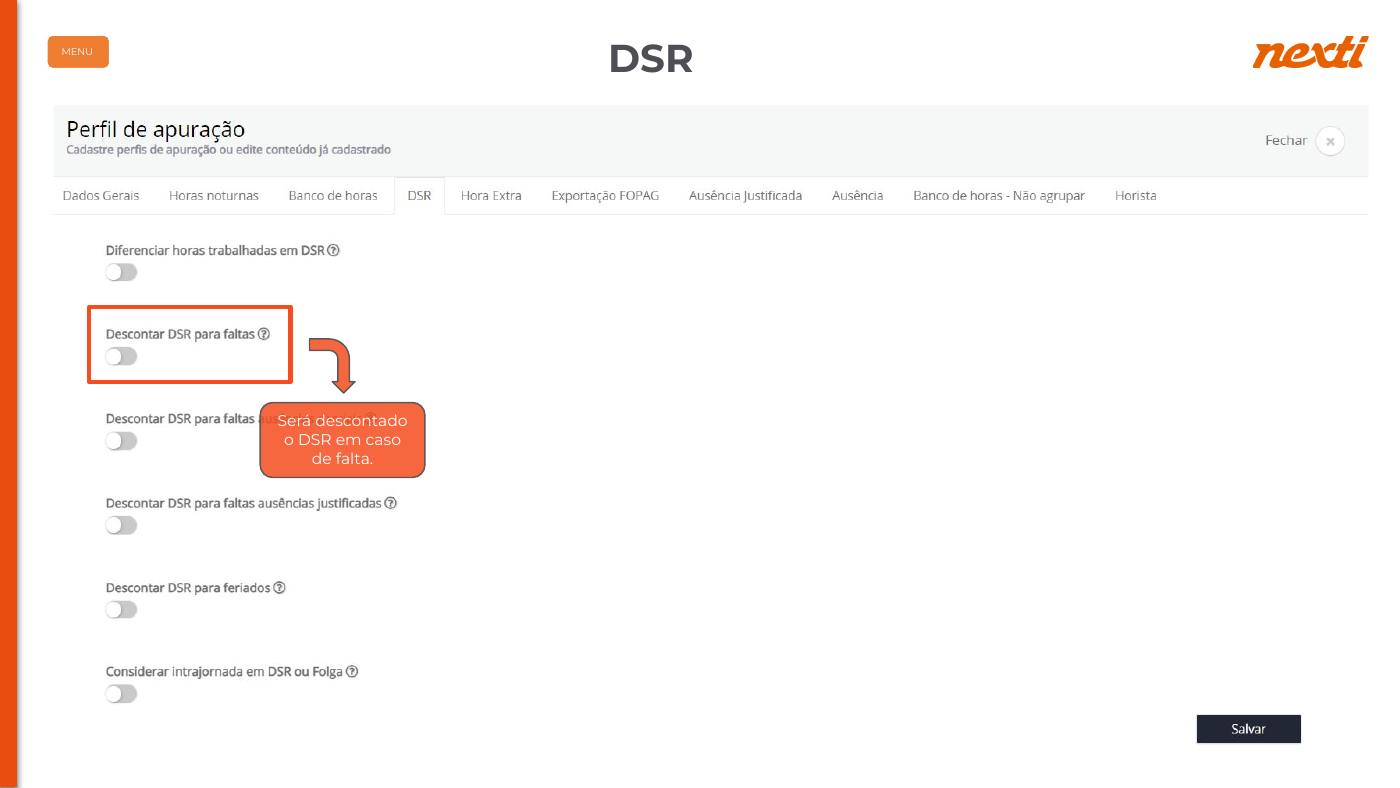 MENU
DSR
nexti
Perfil de apuração
Cadastre perfis de apuração ou edite conteúdo já cadastrado
Fechar
Dados Gerais Horas noturnas Banco de horas DSR Hora Extra Exportação FOPAG Ausência Justificada Ausência Banco de horas - Não agrupar Horista
Diferenciar horas trabalhadas em DSR
Descontar DSR para faltas
Descontar DSR para faltas
Será descontado
o DSR em caso
de falta.
Descontar DSR para faltas ausências justificadas
Descontar DSR para feriados
Considerar intrajornada em DSR ou Folga
Salvar